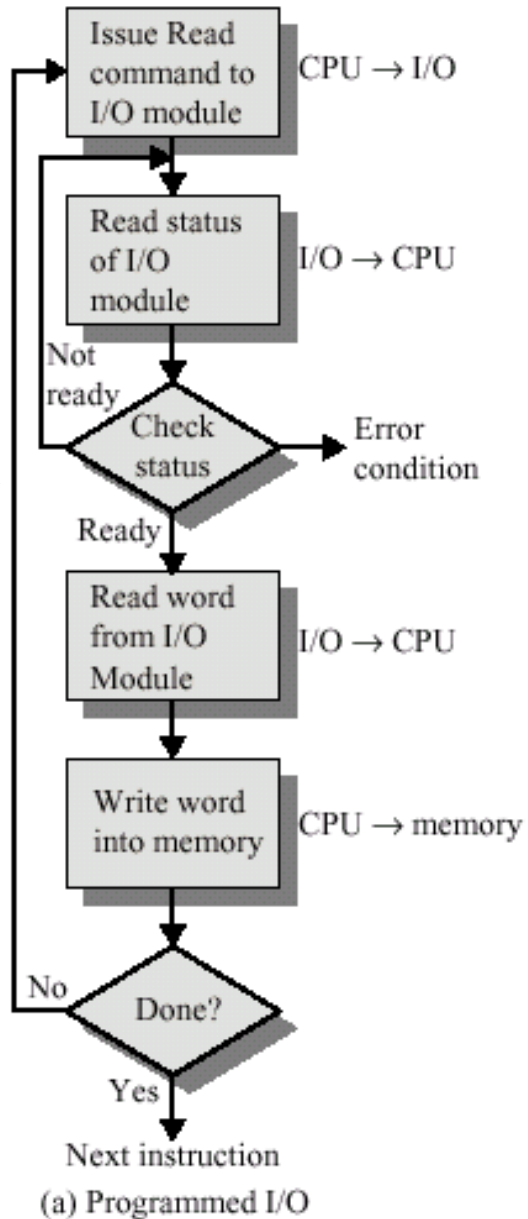 Issue Read
command to
I/O module
CPU → I/O
Read status
of I/O
module
I/O → CPU
Not
ready
Check
status
Error
condition
Ready
Read word
from I/O
Module
I/O → CPU
Write word
into memory
CPU → memory
No
Done?
Yes
Next instruction
(a) Programmed I/O